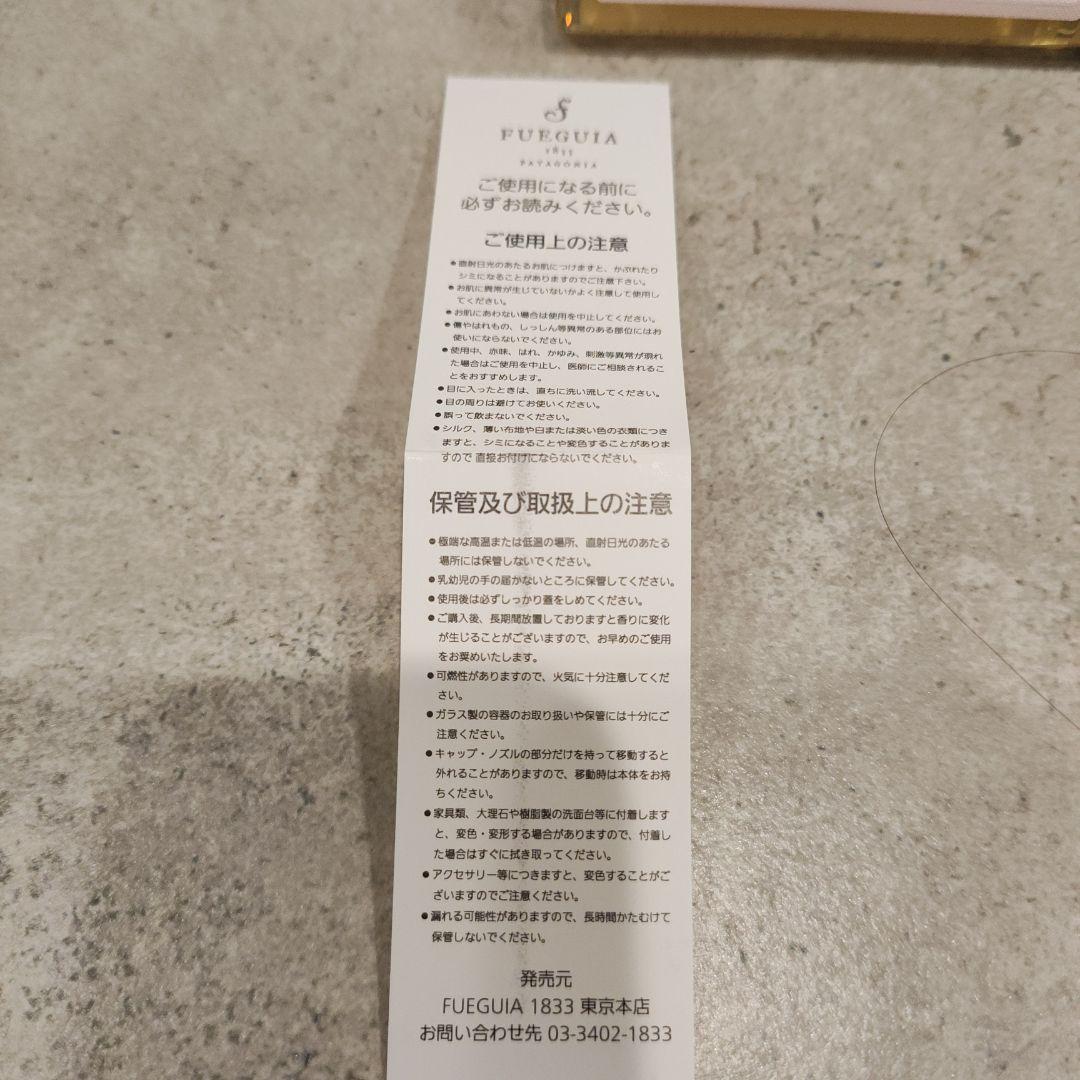 FUEGUIA
1833
PATAGONIA
ご使用になる前に
必ずお読みください。
ご使用上の注意
●直射日光のあたるお肌につけますと、かぶれたり
シミになることがありますのでご注意下さい。
●お肌に異常が生じていないかよく注意して使用し
てください。
●お肌にあわない場合は使用を中止してください。
●傷やはれもの、しっしん等異常のある部位にはお
使いにならないでください。
●使用中、赤味、はれ、かゆみ、刺激等異常が現れ
た場合はご使用を中止し、医師にご相談されるこ
とをおすすめします。
●目に入ったときは、直ちに洗い流してください。
●目の周りは避けてお使いください。
●誤って飲まないでください。
●シルク、薄い布地や白または淡い色の衣類につき
ますと、シミになることや変色することがありま
すので 直接お付けにならないでください。
保管及び取扱上の注意
●極端な高温または低温の場所、直射日光のあたる
場所には保管しないでください。
●乳幼児の手の届かないところに保管してください。
●使用後は必ずしっかり蓋をしめてください。
●ご購入後、長期間放置しておりますと香りに変化
が生じることがございますので、お早めのご使用
をお奨めいたします。
●可燃性がありますので、火気に十分注意してくだ
さい。
●ガラス製の容器のお取り扱いや保管には十分にご
注意ください。
●キャップ・ノズルの部分だけを持って移動すると
外れることがありますので、移動時は本体をお持
ちください。
●家具類、大理石や樹脂製の洗面台等に付着します
と、変色・変形する場合がありますので、付着し
た場合はすぐに拭き取ってください。
●アクセサリー等につきますと、変色することがご
ざいますのでご注意ください。
●漏れる可能性がありますので、長時間かたむけて
保管しないでください。
発売元
FUEGUIA 1833 東京本店
お問い合わせ先 03-3402-1833